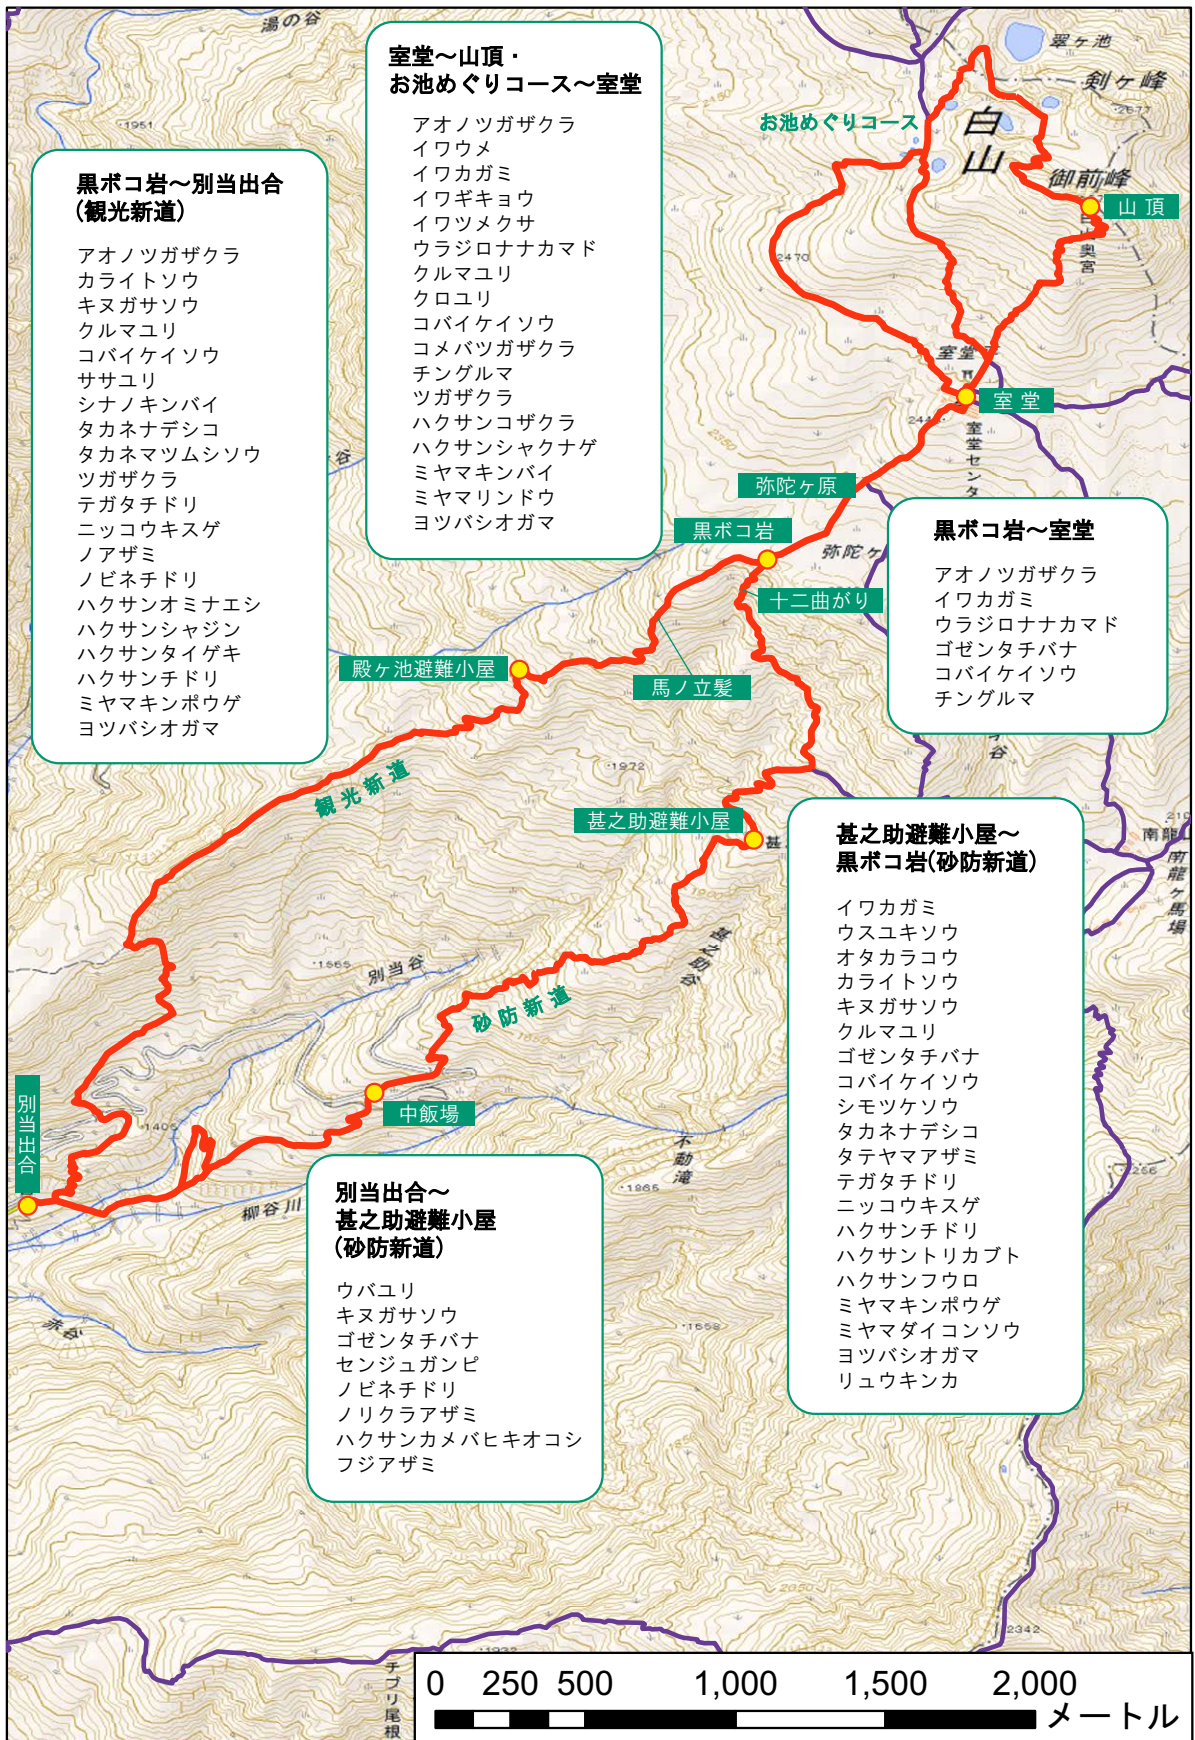 湯の谷
翠ヶ池
剣ヶ峰
2677
白山
御前峰
お池めぐりコース
山 頂
白山奥宮
2470
2450
1951
室堂～山頂・
お池めぐりコース～室堂
アオノツガザクラ
イワウメ
イワカガミ
イワギキョウ
イワツメクサ
ウラジロナナカマド
クルマユリ
クロユリ
コバイケイソウ
コメバツガザクラ
チングルマ
ツガザクラ
ハクサンコザクラ
ハクサンシャクナゲ
ミヤマキンバイ
ミヤマリンドウ
ヨツバシオガマ
黒ボコ岩～別当出合
(観光新道)
アオノツガザクラ
カライトソウ
キヌガサソウ
クルマユリ
コバイケイソウ
ササユリ
シナノキンバイ
タカネナデシコ
タカネマツムシソウ
ツガザクラ
テガタチドリ
ニッコウキスゲ
ノアザミ
ノビネチドリ
ハクサンオミナエシ
ハクサンシャジン
ハクサンタイゲキ
ハクサンチドリ
ミヤマキンポウゲ
ヨツバシオガマ
谷
室堂
室 堂
室堂センタ
2350
弥陀ヶ原
黒ボコ岩
弥陀ヶ
十二曲がり
殿ヶ池避難小屋
馬ノ立髪
黒ボコ岩～室堂
アオノツガザクラ
イワカガミ
ウラジロナナカマド
ゴゼンタチバナ
コバイケイソウ
チングルマ
谷
1972
観光新道
甚之助避難小屋
甚
南龍
南龍ヶ馬場
甚之助谷
1565
別当谷
砂防新道
甚之助避難小屋～
黒ボコ岩(砂防新道)
イワカガミ
ウスユキソウ
オタカラコウ
カライトソウ
キヌガサソウ
クルマユリ
ゴゼンタチバナ
コバイケイソウ
シモツケソウ
タカネナデシコ
タテヤマアザミ
テガタチドリ
ニッコウキスゲ
ハクサンチドリ
ハクサントリカブト
ハクサンフウロ
ミヤマキンポウゲ
ミヤマダイコンソウ
ヨツバシオガマ
リュウキンカ
別当出合
1405
中飯場
不動滝
柳谷川
1865
2256
赤谷
1658
別当出合～
甚之助避難小屋
(砂防新道)
ウバユリ
キヌガサソウ
ゴゼンタチバナ
センジュガンピ
ノビネチドリ
ノリクラアザミ
ハクサンカメバヒキオコシ
フジアザミ
2050
2342
1932
チブリ尾根
0 250 500 1,000 1,500 2,000
メートル